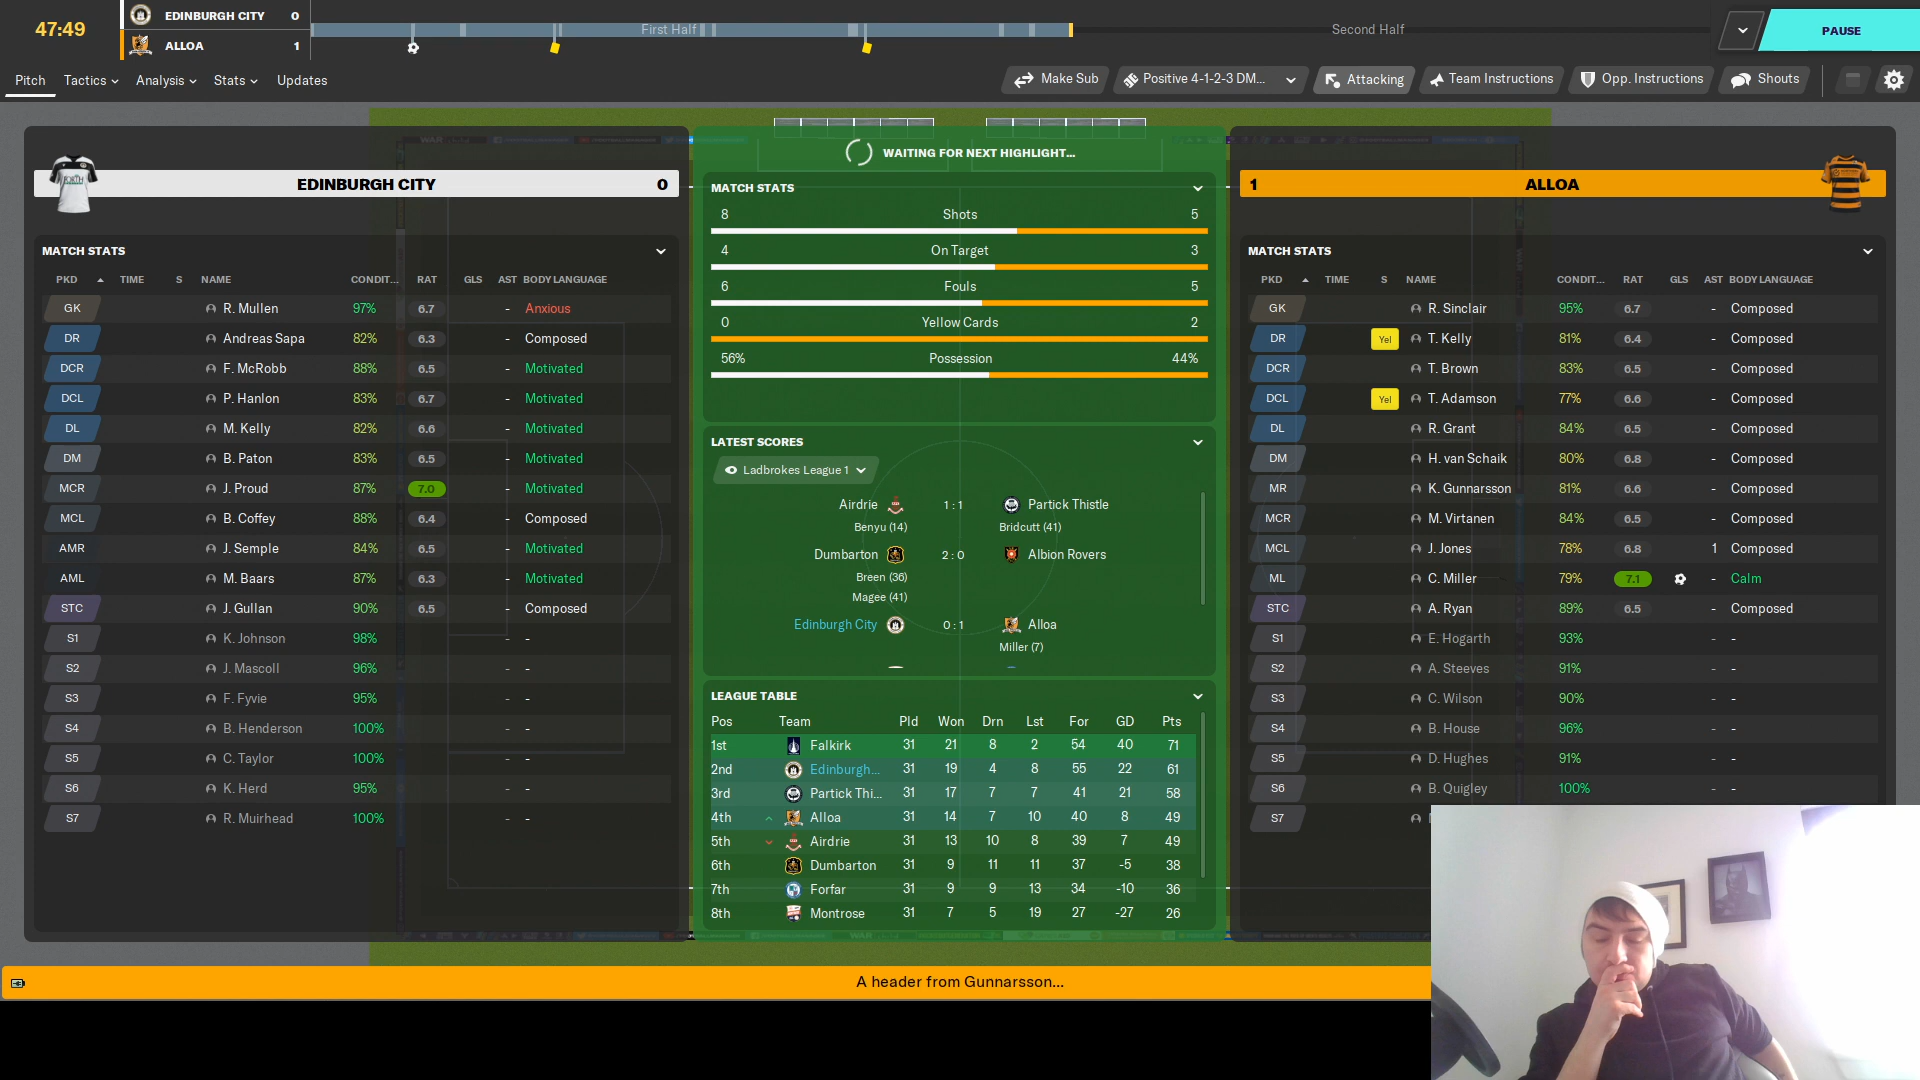 47:49
EDINBURGH CITY 0
ALLOA 1
First Half
Second Half
PAUSE
Pitch Tactics Analysis Stats Updates
Make Sub Positive 4-1-2-3 DM... Attacking Team Instructions Opp. Instructions Shouts
WAITING FOR NEXT HIGHLIGHT...
EDINBURGH CITY 0
MATCH STATS
PKD TIME S NAME CONDIT... RAT GLS AST BODY LANGUAGE
GK R. Mullen 97% 6.7 - Anxious
DR Andreas Sapa 82% 6.3 - Composed
DCR F. McRobb 88% 6.5 - Motivated
DCL P. Hanlon 83% 6.7 - Motivated
DL M. Kelly 82% 6.6 - Motivated
DM B. Paton 83% 6.5 - Motivated
MCR J. Proud 87% 7.0 - Motivated
MCL B. Coffey 88% 6.4 - Composed
AMR J. Semple 84% 6.5 - Motivated
AML M. Baars 87% 6.3 - Motivated
STC J. Gullan 90% 6.5 - Composed
S1 K. Johnson 98% - -
S2 J. Mascoll 96% - -
S3 F. Fyvie 95% - -
S4 B. Henderson 100% - -
S5 C. Taylor 100% - -
S6 K. Herd 95% - -
S7 R. Muirhead 100% - -
MATCH STATS
8 Shots 5
4 On Target 3
6 Fouls 5
0 Yellow Cards 2
56% Possession 44%
LATEST SCORES
Ladbrokes League 1
Airdrie 1 : 1 Partick Thistle
Benyu (14) Bridcutt (41)
Dumbarton 2 : 0 Albion Rovers
Breen (36)
Magee (41)
Edinburgh City 0 : 1 Alloa
Miller (7)
LEAGUE TABLE
Pos Team Pld Won Drn Lst For GD Pts
1st Falkirk 31 21 8 2 54 40 71
2nd Edinburgh... 31 19 4 8 55 22 61
3rd Partick Thi... 31 17 7 7 41 21 58
4th Alloa 31 14 7 10 40 8 49
5th Airdrie 31 13 10 8 39 7 49
6th Dumbarton 31 9 11 11 37 -5 38
7th Forfar 31 9 9 13 34 -10 36
8th Montrose 31 7 5 19 27 -27 26
1 ALLOA
MATCH STATS
PKD TIME S NAME CONDIT... RAT GLS AST BODY LANGUAGE
GK R. Sinclair 95% 6.7 - Composed
DR Yel T. Kelly 81% 6.4 - Composed
DCR T. Brown 83% 6.5 - Composed
DCL Yel T. Adamson 77% 6.6 - Composed
DL R. Grant 84% 6.5 - Composed
DM H. van Schaik 80% 6.8 - Composed
MR K. Gunnarsson 81% 6.6 - Composed
MCR M. Virtanen 84% 6.5 - Composed
MCL J. Jones 78% 6.8 1 Composed
ML C. Miller 79% 7.1 - Calm
STC A. Ryan 89% 6.5 - Composed
S1 E. Hogarth 93% - -
S2 A. Steeves 91% - -
S3 C. Wilson 90% - -
S4 B. House 96% - -
S5 D. Hughes 91% - -
S6 B. Quigley 100% - -
S7
A header from Gunnarsson...